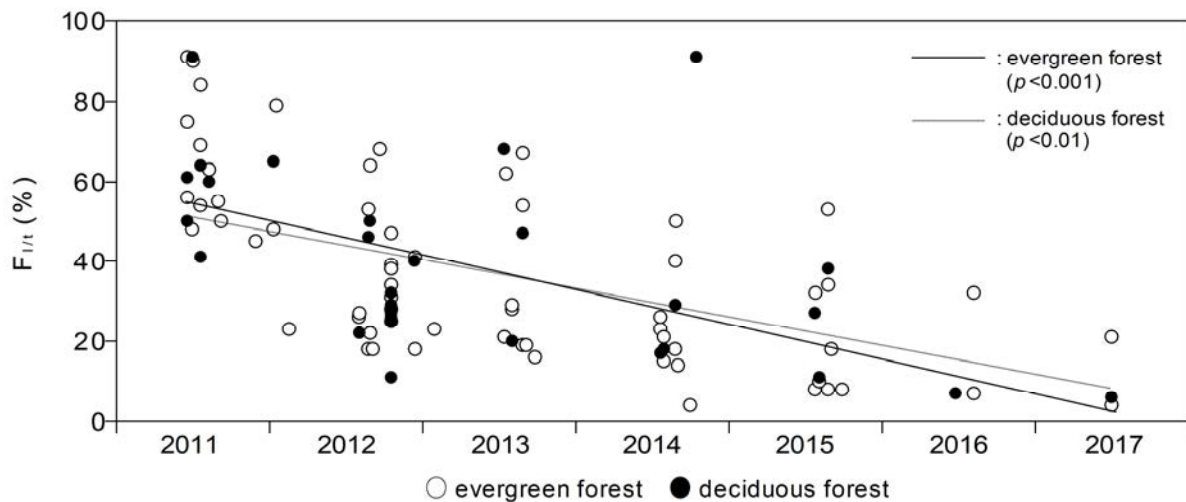 100
80
60
40
20
0
F l/t (%)
: evergreen forest
(p<0.001)
: deciduous forest
(p<0.01)
2011 2012 2013 2014 2015 2016 2017
evergreen forest deciduous forest